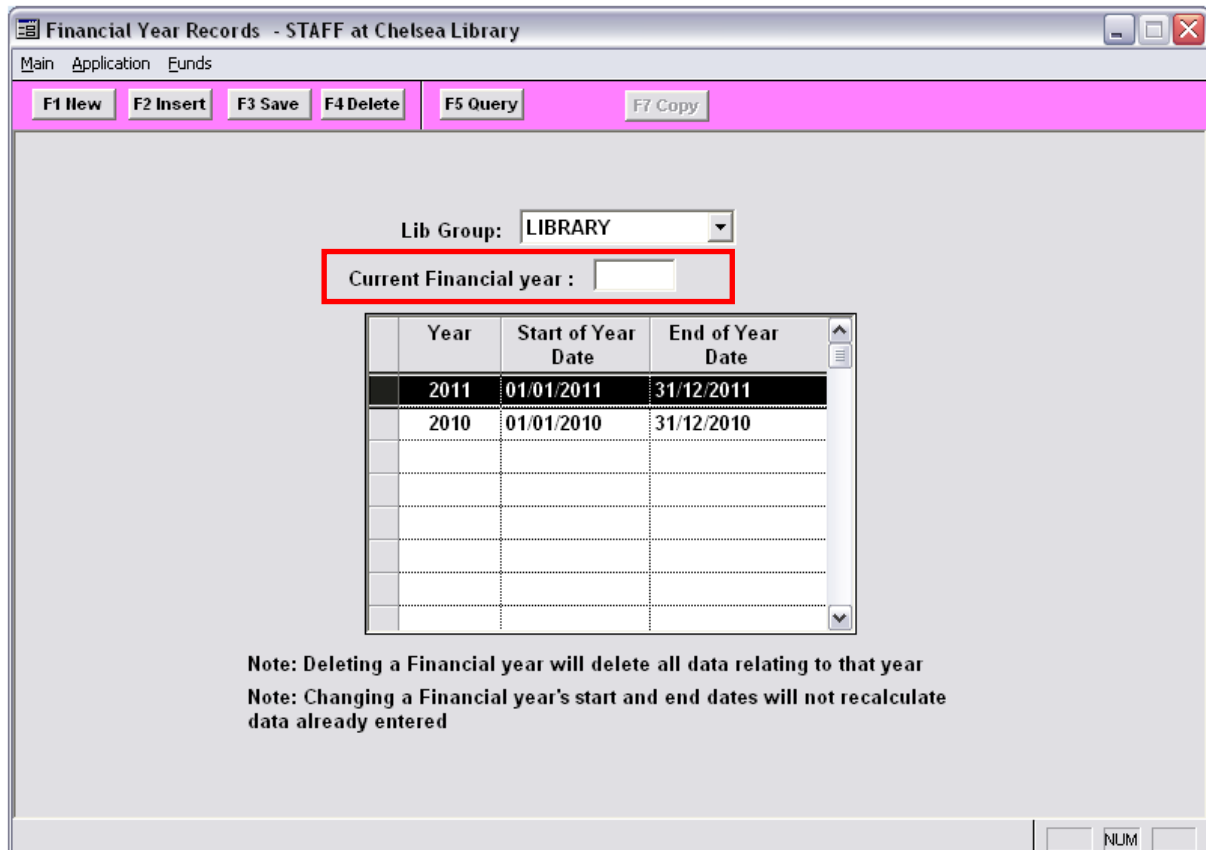 Financial Year Records - STAFF at Chelsea Library
Main Application Funds
F1 New F2 Insert F3 Save F4 Delete F5 Query F7 Copy
Lib Group: LIBRARY
Current Financial year :
Year Start of Year Date End of Year Date
2011 01/01/2011 31/12/2011
2010 01/01/2010 31/12/2010
Note: Deleting a Financial year will delete all data relating to that year
Note: Changing a Financial year's start and end dates will not recalculate
data already entered
NUM